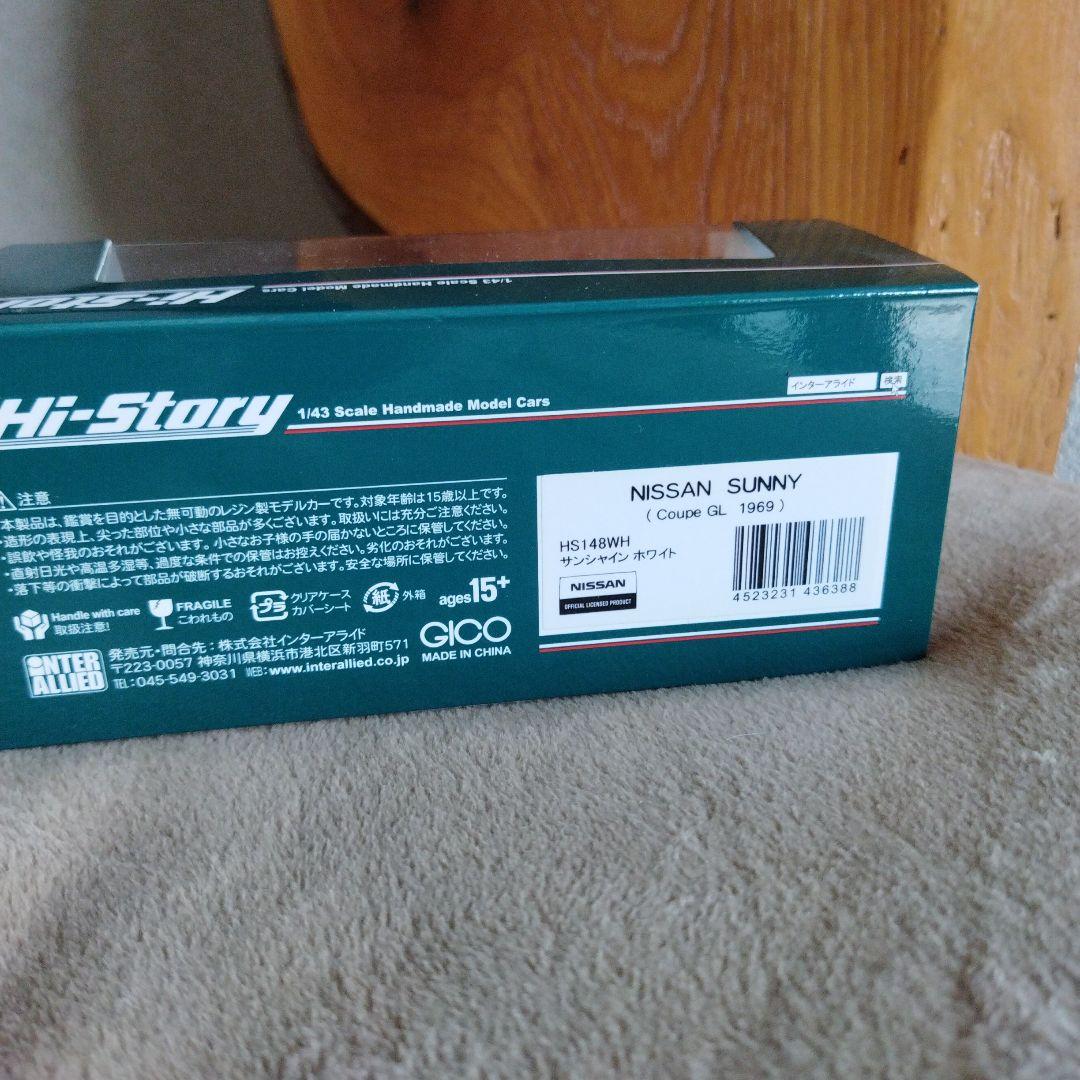 Hi-Story
1/43 Scale Handmade Model Cars
Hi-Story
1/43 Scale Handmade Model Cars
インターアライド 検索
⚠ 注意
本製品は、鑑賞を目的とした無可動のレジン製モデルカーです。対象年齢は15歳以上です。
・造形の表現上、尖った部位や小さな部品が多くございます。取扱いには充分ご注意ください。
・誤飲や怪我のおそれがございます。小さなお子様の手の届かないところに保管してください。
・直射日光や高温多湿等、過度な条件での保管はお控えください。劣化のおそれがございます。
・落下等の衝撃によって部品が破断するおそれがございます。安全な場所に保管してください。
Handle with care
取扱注意!
FRAGILE
こわれもの
プラ
クリアケース
カバーシート
紙
外箱
ages15+
INTER
ALLIED
発売元・問合先：株式会社インターアライド
〒223-0057 神奈川県横浜市港北区新羽町571
TEL:045-549-3031 WEB:www.interallied.co.jp
GICO
MADE IN CHINA
NISSAN SUNNY
( Coupe GL 1969 )
HS148WH
サンシャイン ホワイト
NISSAN
OFFICIAL LICENSED PRODUCT
4523231 436388